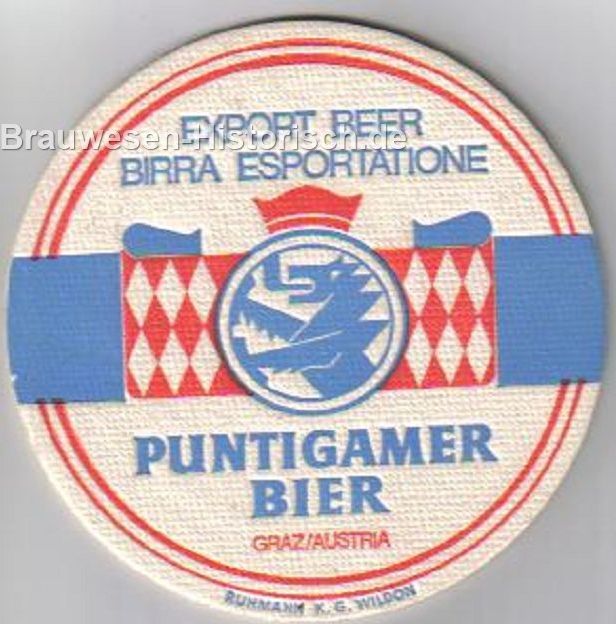 EXPORT BEER
Brauwesen-Historisch.de
BIRRA ESPORTATIONE
PUNTIGAMER
BIER
GRAZ/AUSTRIA
RUHMANN K. G. WILDON